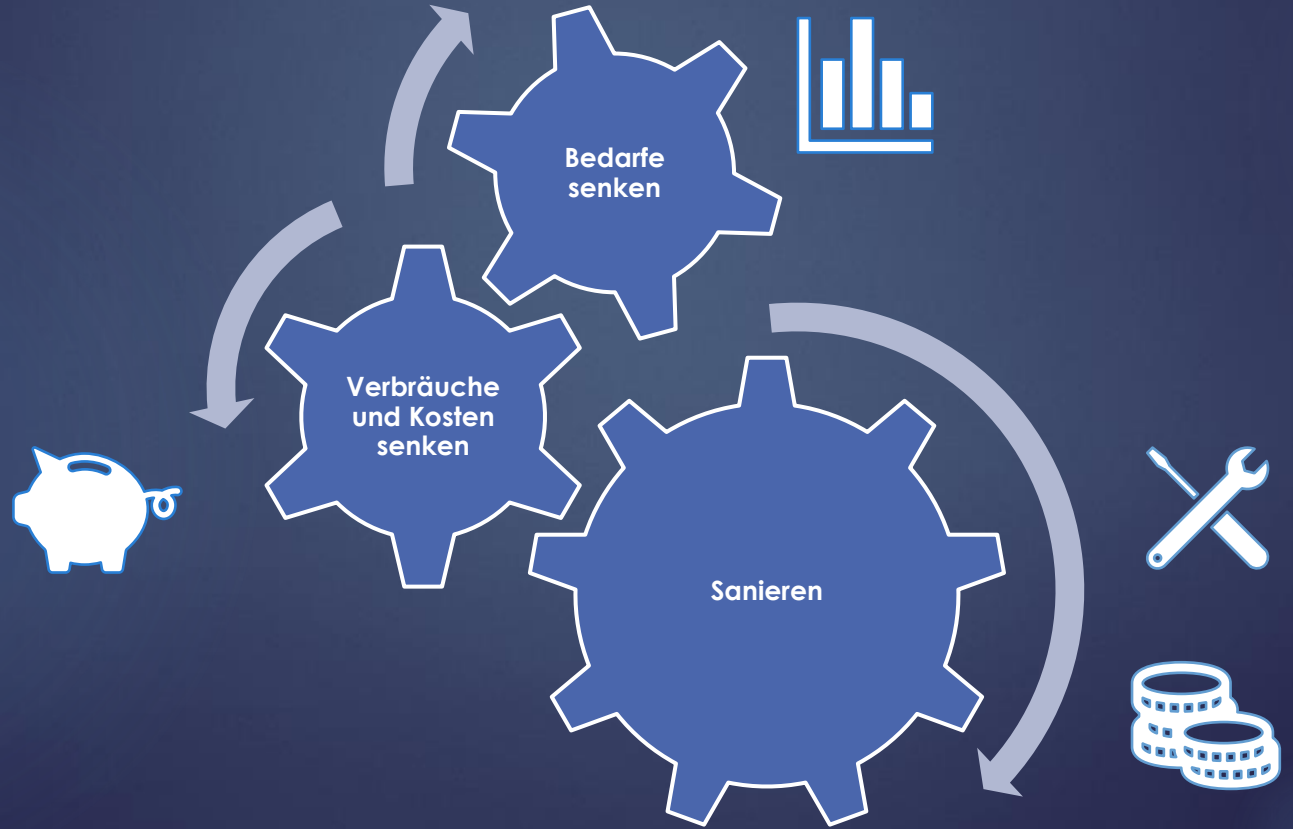 Bedarfe
senken
Verbräuche
und Kosten
senken
Sanieren